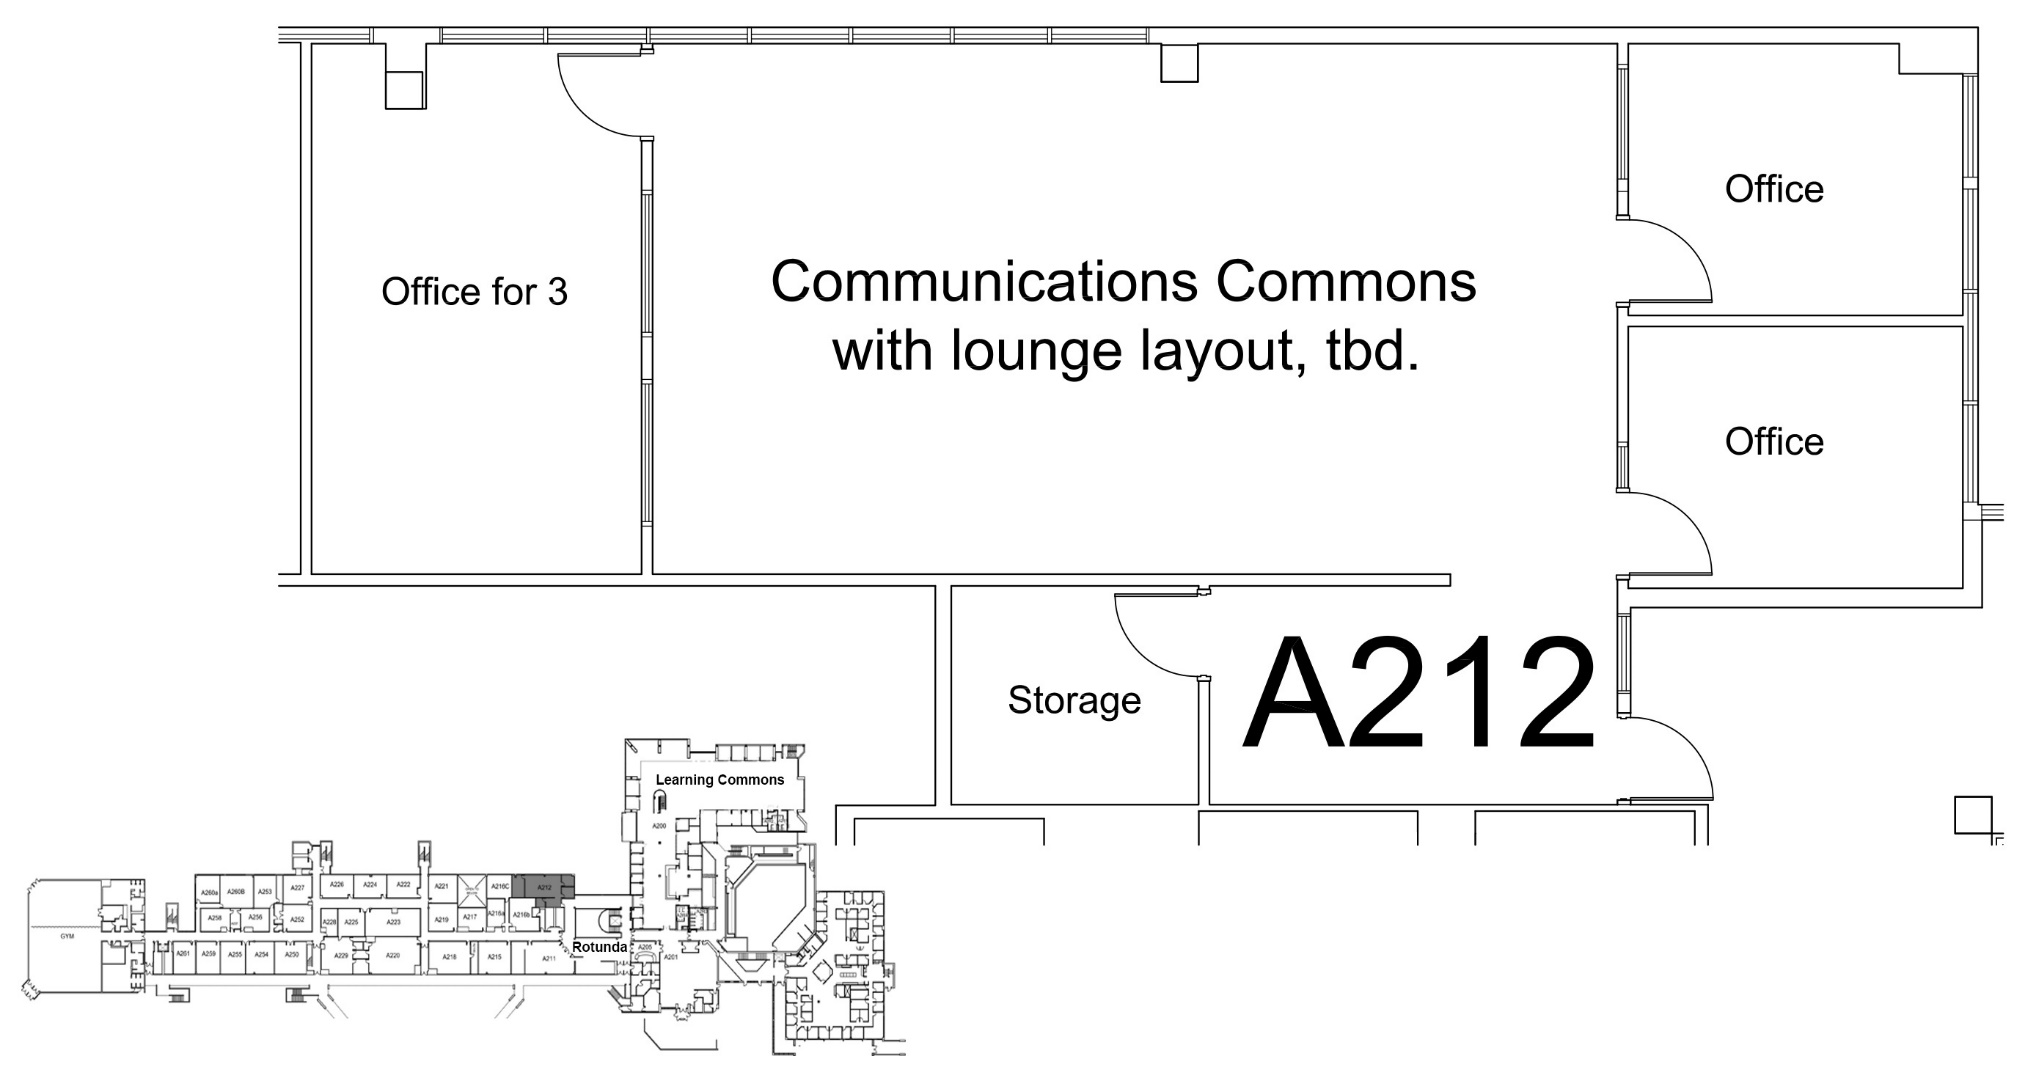 Office
Office for 3
Communications Commons
with lounge layout, tbd.
Office
Storage
A212
Learning Commons
A200
A227
A226
A224
A222
A221
A216C
A212
A260a
A260B
A253
A258
A256
A252
A228
A225
A223
A219
A217
A216a
A216b
GYM
Rotunda
A205
A201
A261
A259
A255
A254
A250
A229
A220
A218
A215
A211